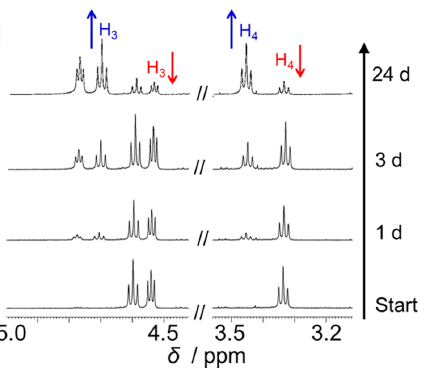 H3 H4
H3 H4
24 d
//
3 d
//
1 d
//
Start
//
5.0 4.5 3.5 3.2
δ / ppm